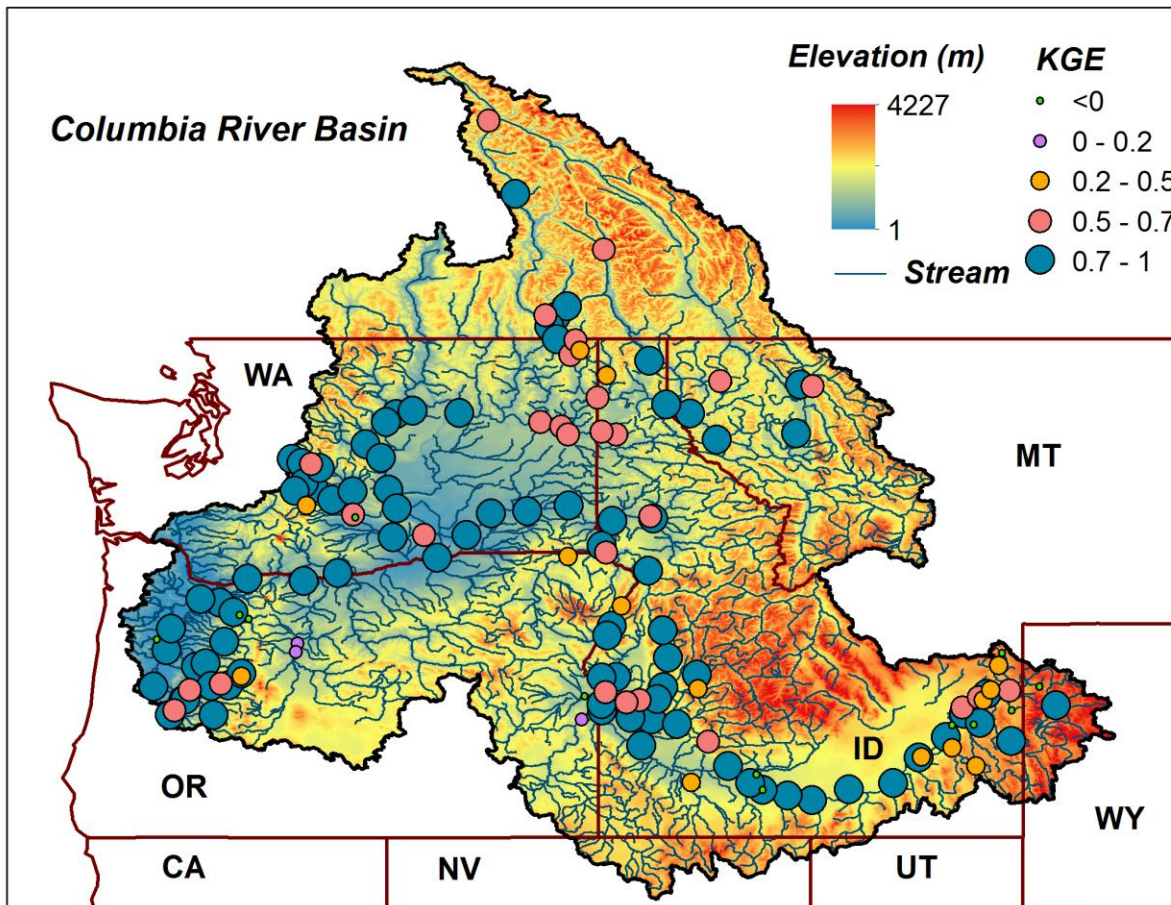 Columbia River Basin
Elevation (m)
4227
1
Stream
KGE
<0
0 - 0.2
0.2 - 0.5
0.5 - 0.7
0.7 - 1
WA
MT
ID
OR
WY
CA
NV
UT